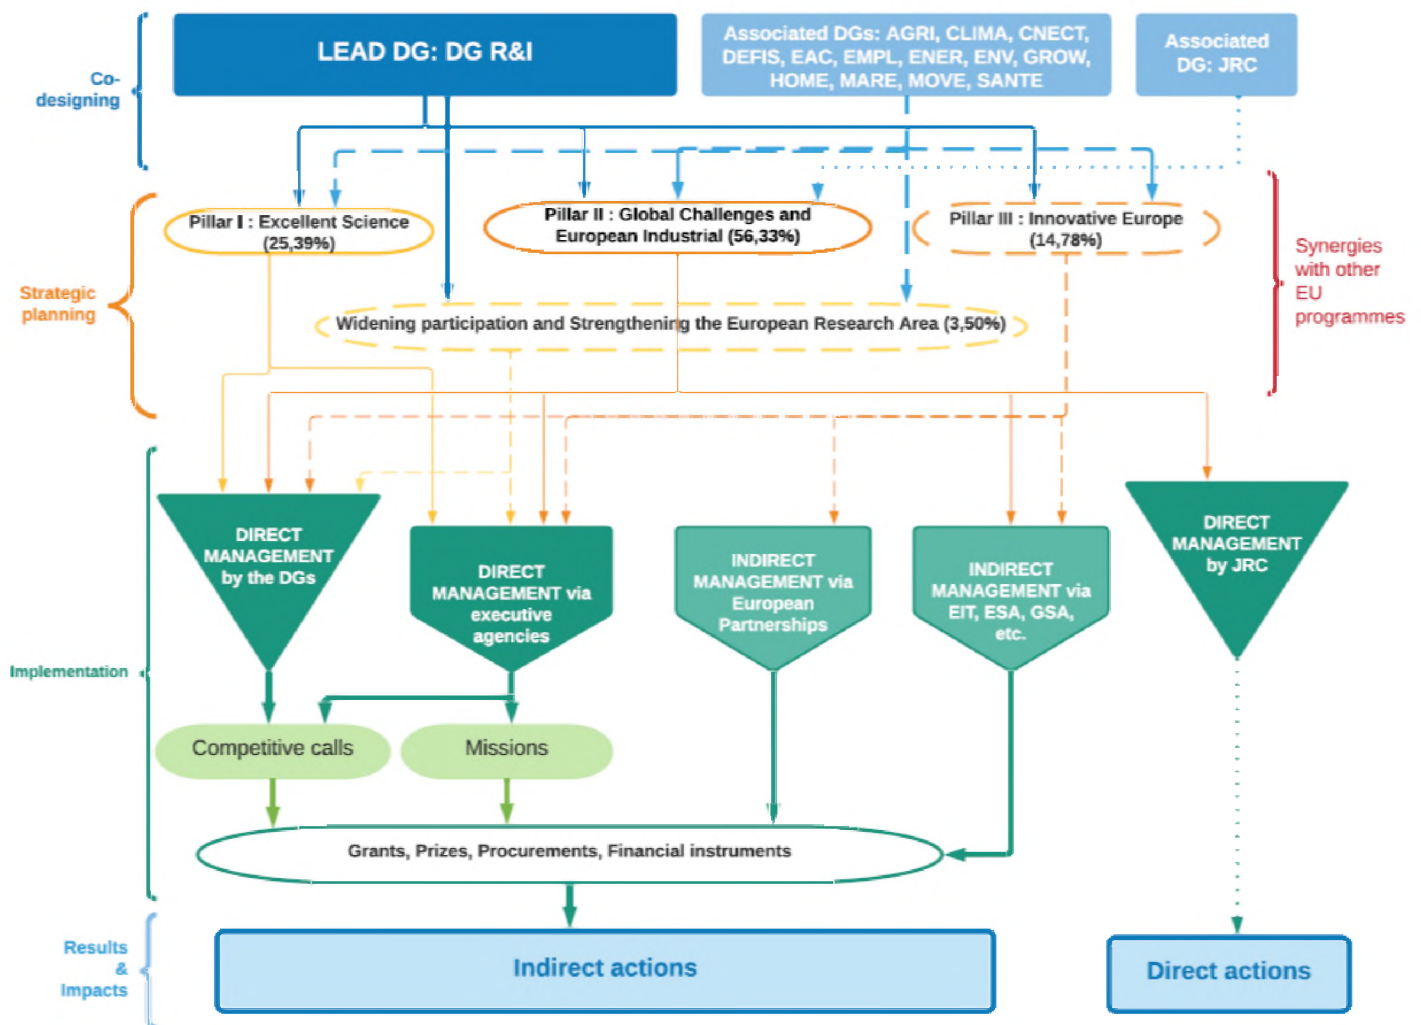 LEAD DG: DG R&I
Associated DGs: AGRI, CLIMA, CNECT,
DEFIS, EAC, EMPL, ENER, ENV, GROW,
HOME, MARE, MOVE, SANTE
Associated
DG: JRC
Co-
designing
Pillar I : Excellent Science
(25,39%)
Pillar II : Global Challenges and
European Industrial (56,33%)
Pillar III : Innovative Europe
(14,78%)
Strategic
planning
Synergies
with other
EU
programmes
Widening participation and Strengthening the European Research Area (3,50%)
DIRECT
MANAGEMENT
by the DGs
DIRECT
MANAGEMENT via
executive
agencies
INDIRECT
MANAGEMENT via
European
Partnerships
INDIRECT
MANAGEMENT via
EIT, ESA, GSA,
etc.
DIRECT
MANAGEMENT
by JRC
Implementation
Competitive calls
Missions
Grants, Prizes, Procurements, Financial instruments
Results
&
Impacts
Indirect actions
Direct actions